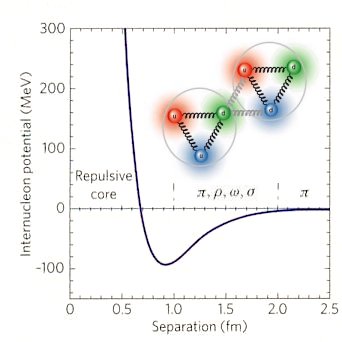 300
200
100
0
-100
Internucleon potential (MeV)
Repulsive
core
π, ρ, ω, σ
π
u
u
d
0
0.5
1.0
1.5
2.0
2.5
Separation (fm)